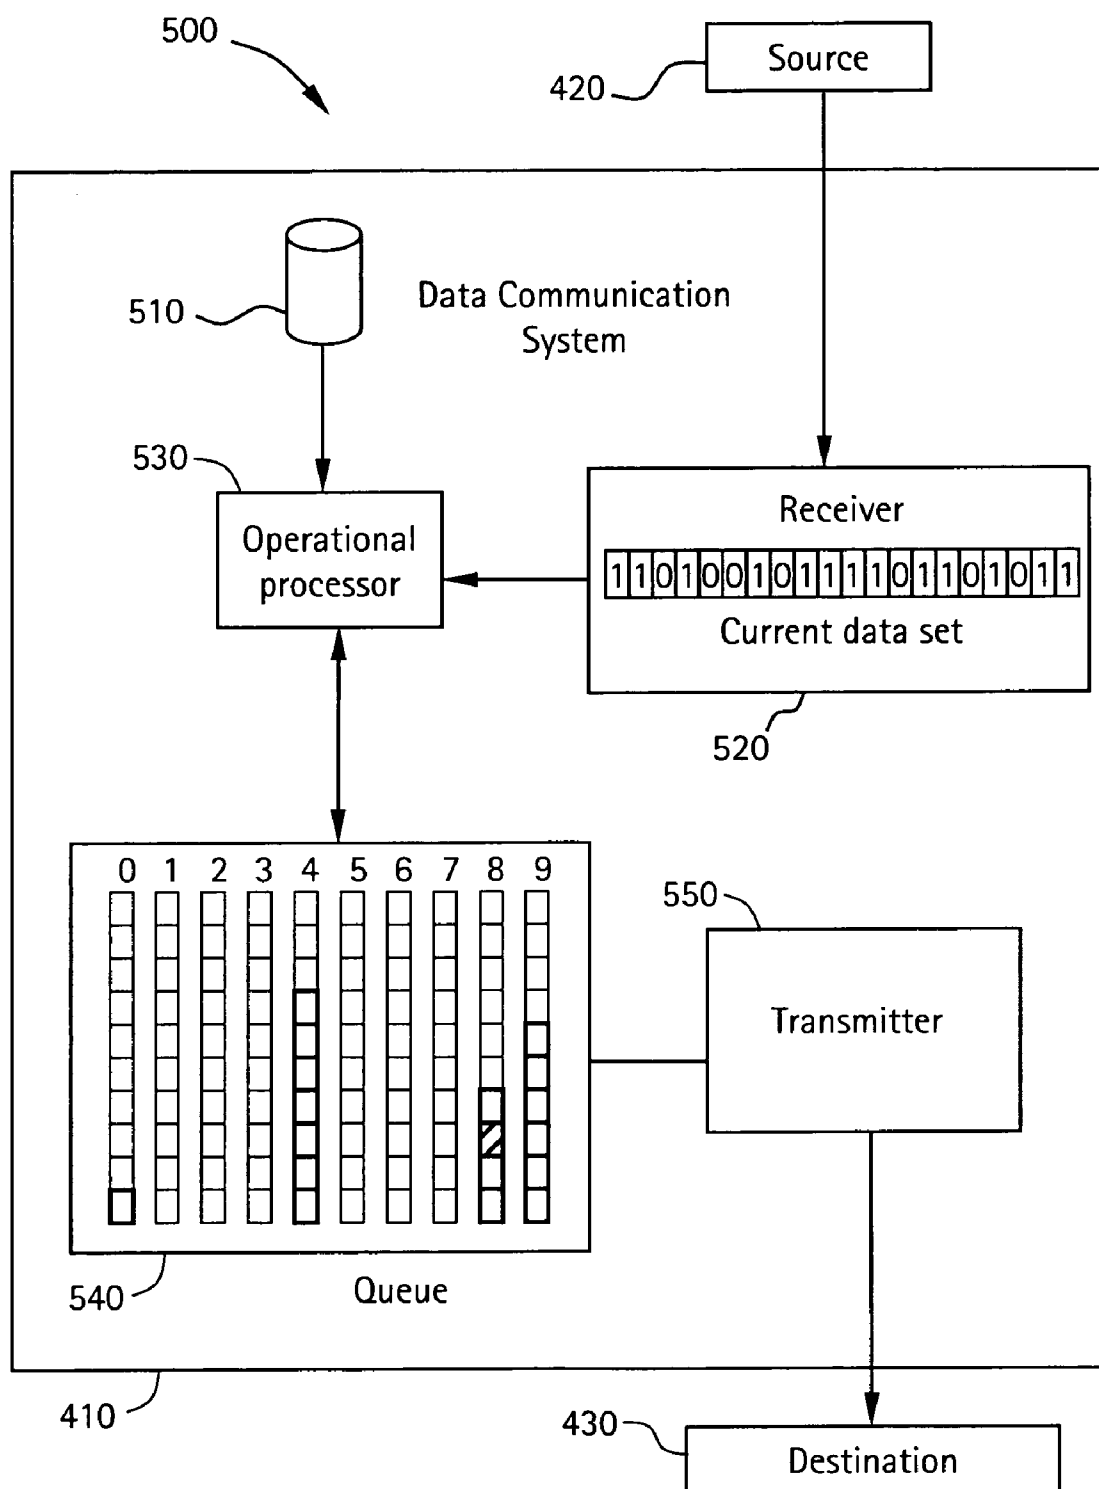 500
Source
420
510
Data Communication
System
530
Operational
processor
Receiver
11010010111101101011
Current data set
520
0 1 2 3 4 5 6 7 8 9
550
Transmitter
540
Queue
410
430
Destination